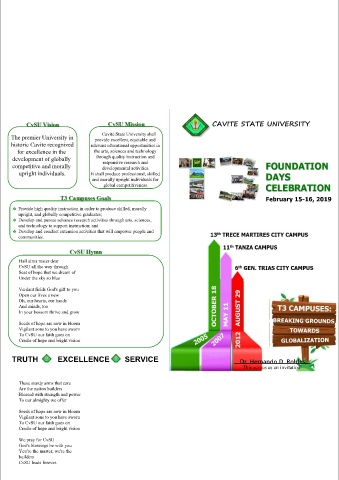 CvSU Vision
The premier University in
historic Cavite recognized
for excellence in the
development of globally
competitive and morally
upright individuals.
CvSU Mission
Cavite State University shall
provide excellent, equitable and
relevant educational opportunities in
the arts, sciences and technology
through quality instruction and
responsive research and
developmental activities.
It shall produce professional, skilled
and morally upright individuals for
global competitiveness
T3 Campuses Goals
Provide high quality instruction in order to produce skilled, morally
upright, and globally competitive graduates;
Develop and pursue advance research activities through arts, sciences,
and technology to support instruction; and
Develop and conduct extension activities that will empower people and
communities.
CvSU Hymn
Hail alma mater dear
CvSU all the way through
Seat of hope that we dream of
Under the sky so blue
Verdant fields God's gift to you
Open our lives anew
Oh, our hearts, our hands
And minds, too
In your bosom thrive and grow
Seeds of hope are now in bloom
Vigilant sons to you have sworn
To CvSU our faith goes on
Cradle of hope and bright vision
TRUTH EXCELLENCE SERVICE
These sturdy arms that care
Are the nation builders
Blessed with strength and power
To our almighty we offer
Seeds of hope are now in bloom
Vigilant sons to you have sworn
To CvSU our faith goes on
Cradle of hope and bright vision
We pray for CvSU
God's blessings be with you
You're the master, we're the
builders
CvSU leads forever.
CAVITE STATE UNIVERSITY
FOUNDATION
DAYS
CELEBRATION
February 15-16, 2019
13th TRECE MARTIRES CITY CAMPUS
11th TANZA CAMPUS
6th GEN. TRIAS CITY CAMPUS
OCTOBER 18
MAY 11
AUGUST 29
2005
2007
2012
T3 CAMPUSES:
BREAKING GROUNDS
TOWARDS
GLOBALIZATION
Dr. Hernando D. Robles
This serves as an invitation